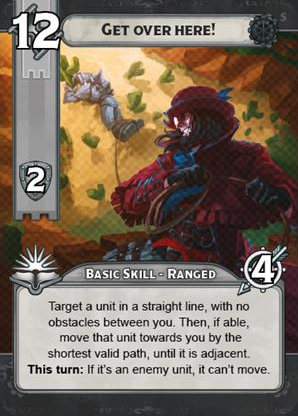 12
GET OVER HERE!
S
2
BASIC SKILL - RANGED
4
Target a unit in a straight line, with no
obstacles between you. Then, if able,
move that unit towards you by the
shortest valid path, until it is adjacent.
This turn: If it's an enemy unit, it can't move.